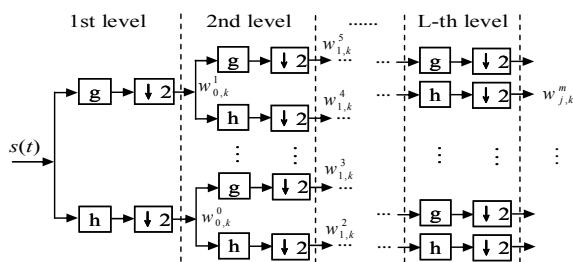 1st level 2nd level ...... L-th level
g ↓ 2 w^5_{1,k} ... ... g ↓ 2
g ↓ 2 w^1_{0,k} h ↓ 2 w^4_{1,k} ... ... h ↓ 2 w^m_{j,k}
s(t)
g ↓ 2 w^3_{1,k} ... ... g ↓ 2
h ↓ 2 w^0_{0,k} h ↓ 2 w^2_{1,k} ... ... h ↓ 2